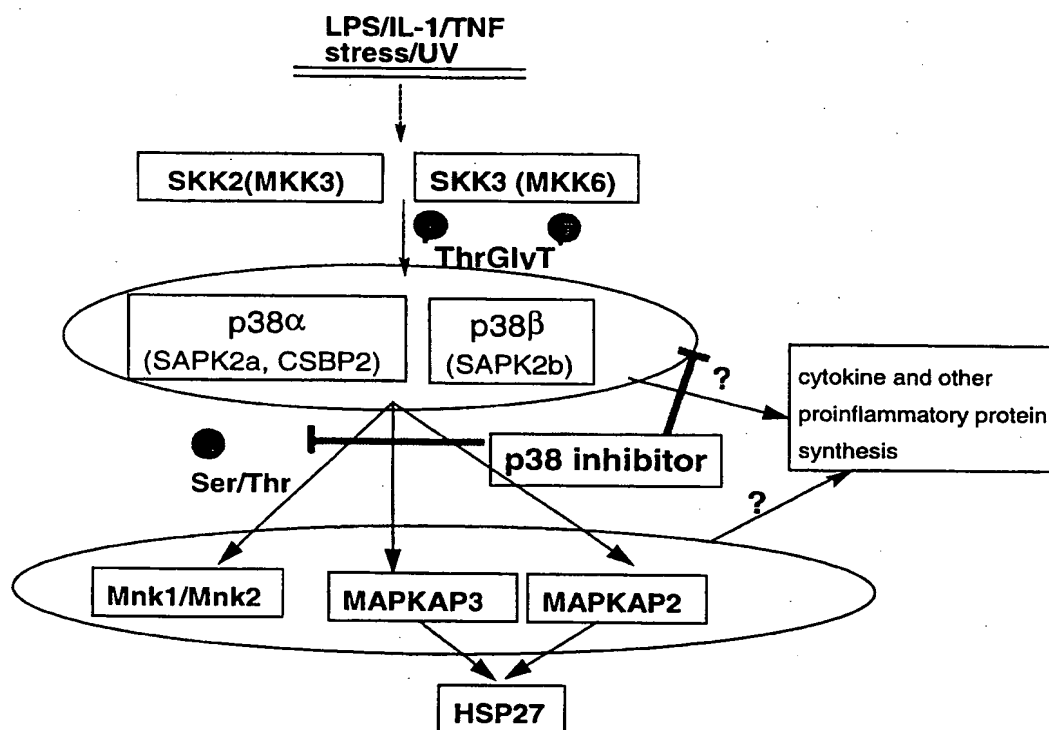 LPS/IL-1/TNF
stress/UV
SKK2(MKK3)
SKK3 (MKK6)
ThrGlyT
p38α
(SAPK2a, CSBP2)
p38β
(SAPK2b)
?
cytokine and other
proinflammatory protein
synthesis
p38 inhibitor
Ser/Thr
?
Mnk1/Mnk2
MAPKAP3
MAPKAP2
HSP27